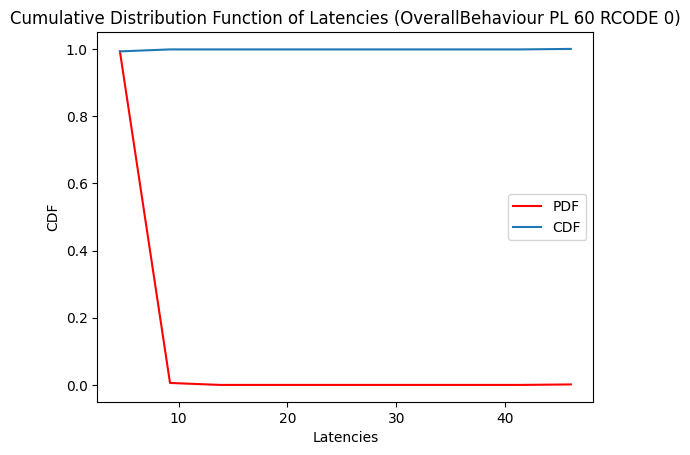 Cumulative Distribution Function of Latencies (OverallBehaviour PL 60 RCODE 0)
1.0
0.8
0.6
0.4
0.2
0.0
CDF
PDF
CDF
10
20
30
40
Latencies